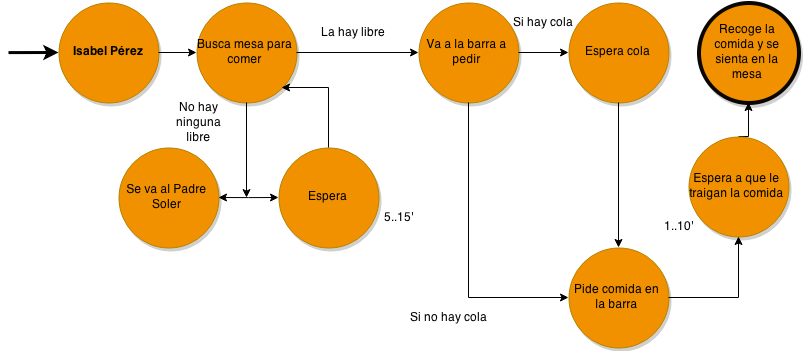 Isabel Pérez
Busca mesa para
comer
La hay libre
Va a la barra a
pedir
Si hay cola
Espera cola
Recoge la
comida y se
sienta en la
mesa
No hay
ninguna
libre
Se va al Padre
Soler
Espera
5..15'
Espera a que le
traigan la comida
1..10'
Pide comida en
la barra
Si no hay cola